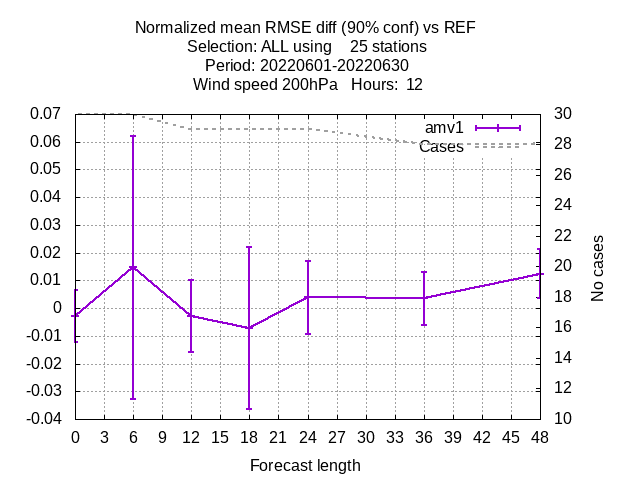 Normalized mean RMSE diff (90% conf) vs REF
Selection: ALL using    25 stations
Period: 20220601-20220630
Wind speed 200hPa   Hours:  12
0.07
0.06
0.05
0.04
0.03
0.02
0.01
0
-0.01
-0.02
-0.03
-0.04
amv1
Cases
30
28
26
24
22
20
18
16
14
12
10
No cases
0 3 6 9 12 15 18 21 24 27 30 33 36 39 42 45 48
Forecast length